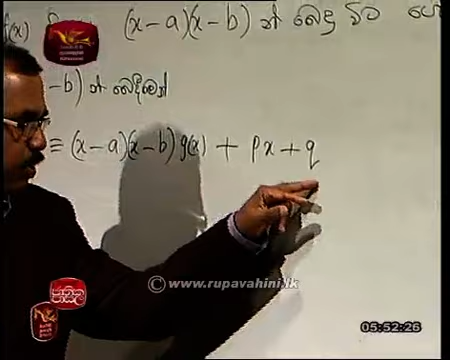 f(x) (x-a)(x-b) න් බෙදූ විට
-b) න් බෙදීමෙන්
≡ (x-a)(x-b) g(x) + px + q
ජාතික
© www.rupavahini.lk
05:52:26